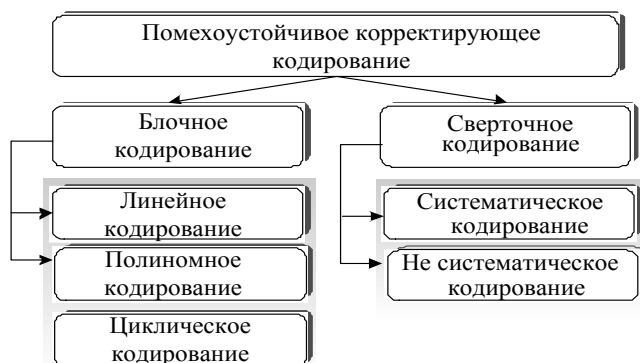 Помехоустойчивое корректирующее
кодирование
Блочное
кодирование
Сверточное
кодирование
Линейное
кодирование
Систематическое
кодирование
Полиномное
кодирование
Не систематическое
кодирование
Циклическое
кодирование